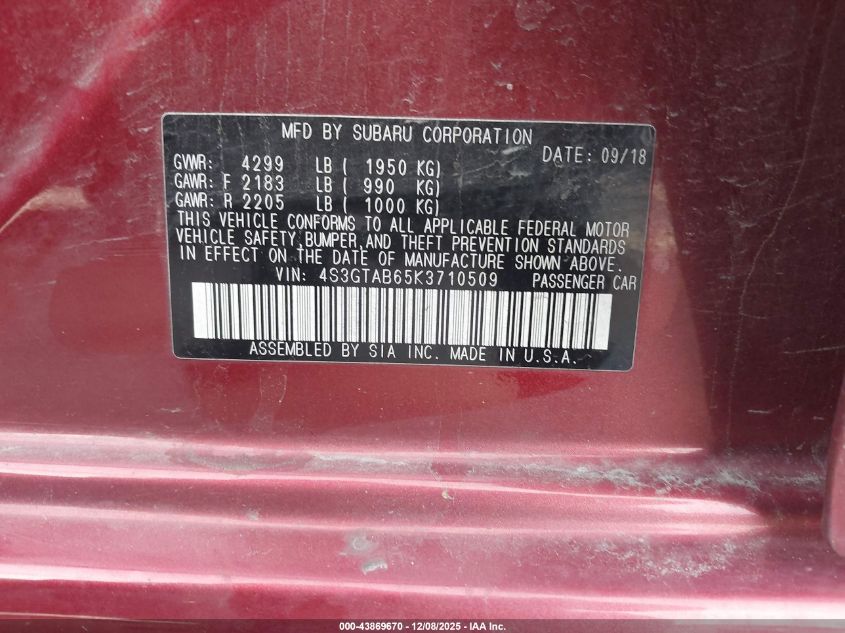 MFD BY SUBARU CORPORATION
DATE: 09/18
GVWR: 4299 LB ( 1950 KG)
GAWR: F 2183 LB ( 990 KG)
GAWR: R 2205 LB ( 1000 KG)
THIS VEHICLE CONFORMS TO ALL APPLICABLE FEDERAL MOTOR
VEHICLE SAFETY, BUMPER, AND THEFT PREVENTION STANDARDS
IN EFFECT ON THE DATE OF MANUFACTURE SHOWN ABOVE.
VIN: 4S3GTAB65K3710509 PASSENGER CAR
ASSEMBLED BY SIA INC. MADE IN U.S.A.
000-43869670 - 12/08/2025 - IAA Inc.